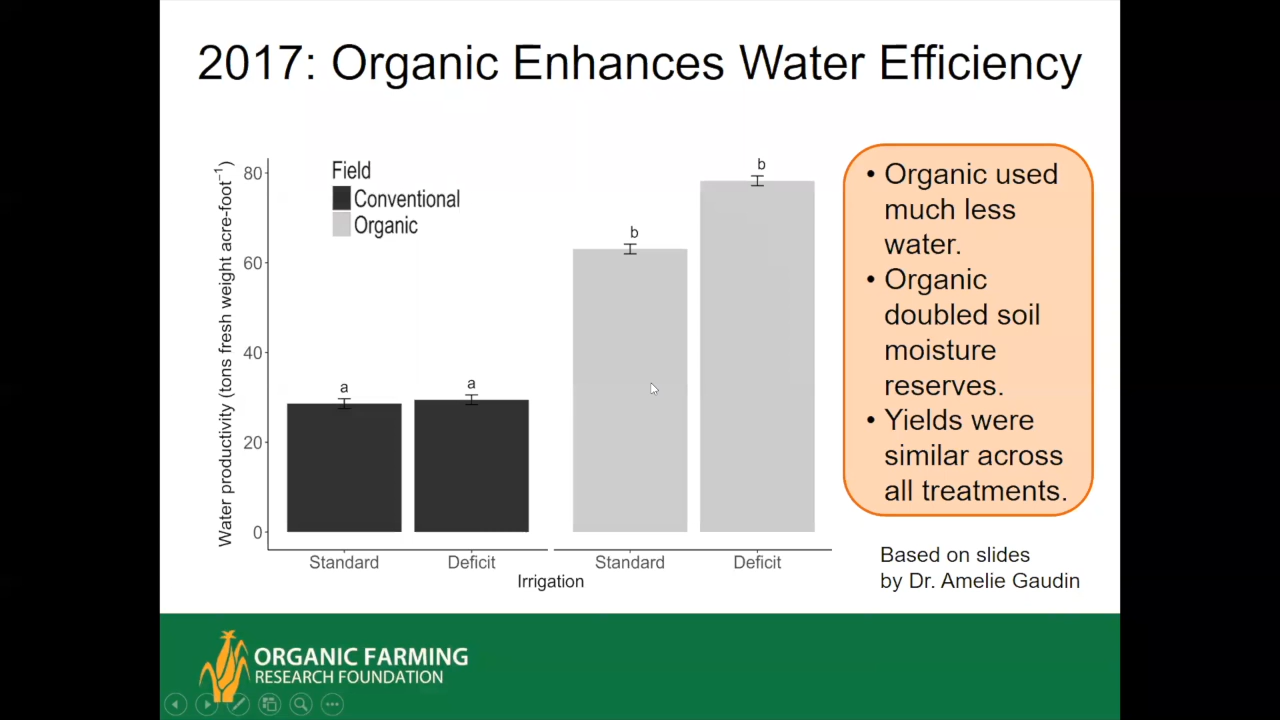 2017: Organic Enhances Water Efficiency
Water productivity (tons fresh weight acre-foot⁻¹)
80
60
40
20
0
Field
Conventional
Organic
a
a
b
b
Standard
Deficit
Standard
Deficit
Irrigation
• Organic used
much less
water.
• Organic
doubled soil
moisture
reserves.
• Yields were
similar across
all treatments.
Based on slides
by Dr. Amelie Gaudin
ORGANIC FARMING
RESEARCH FOUNDATION